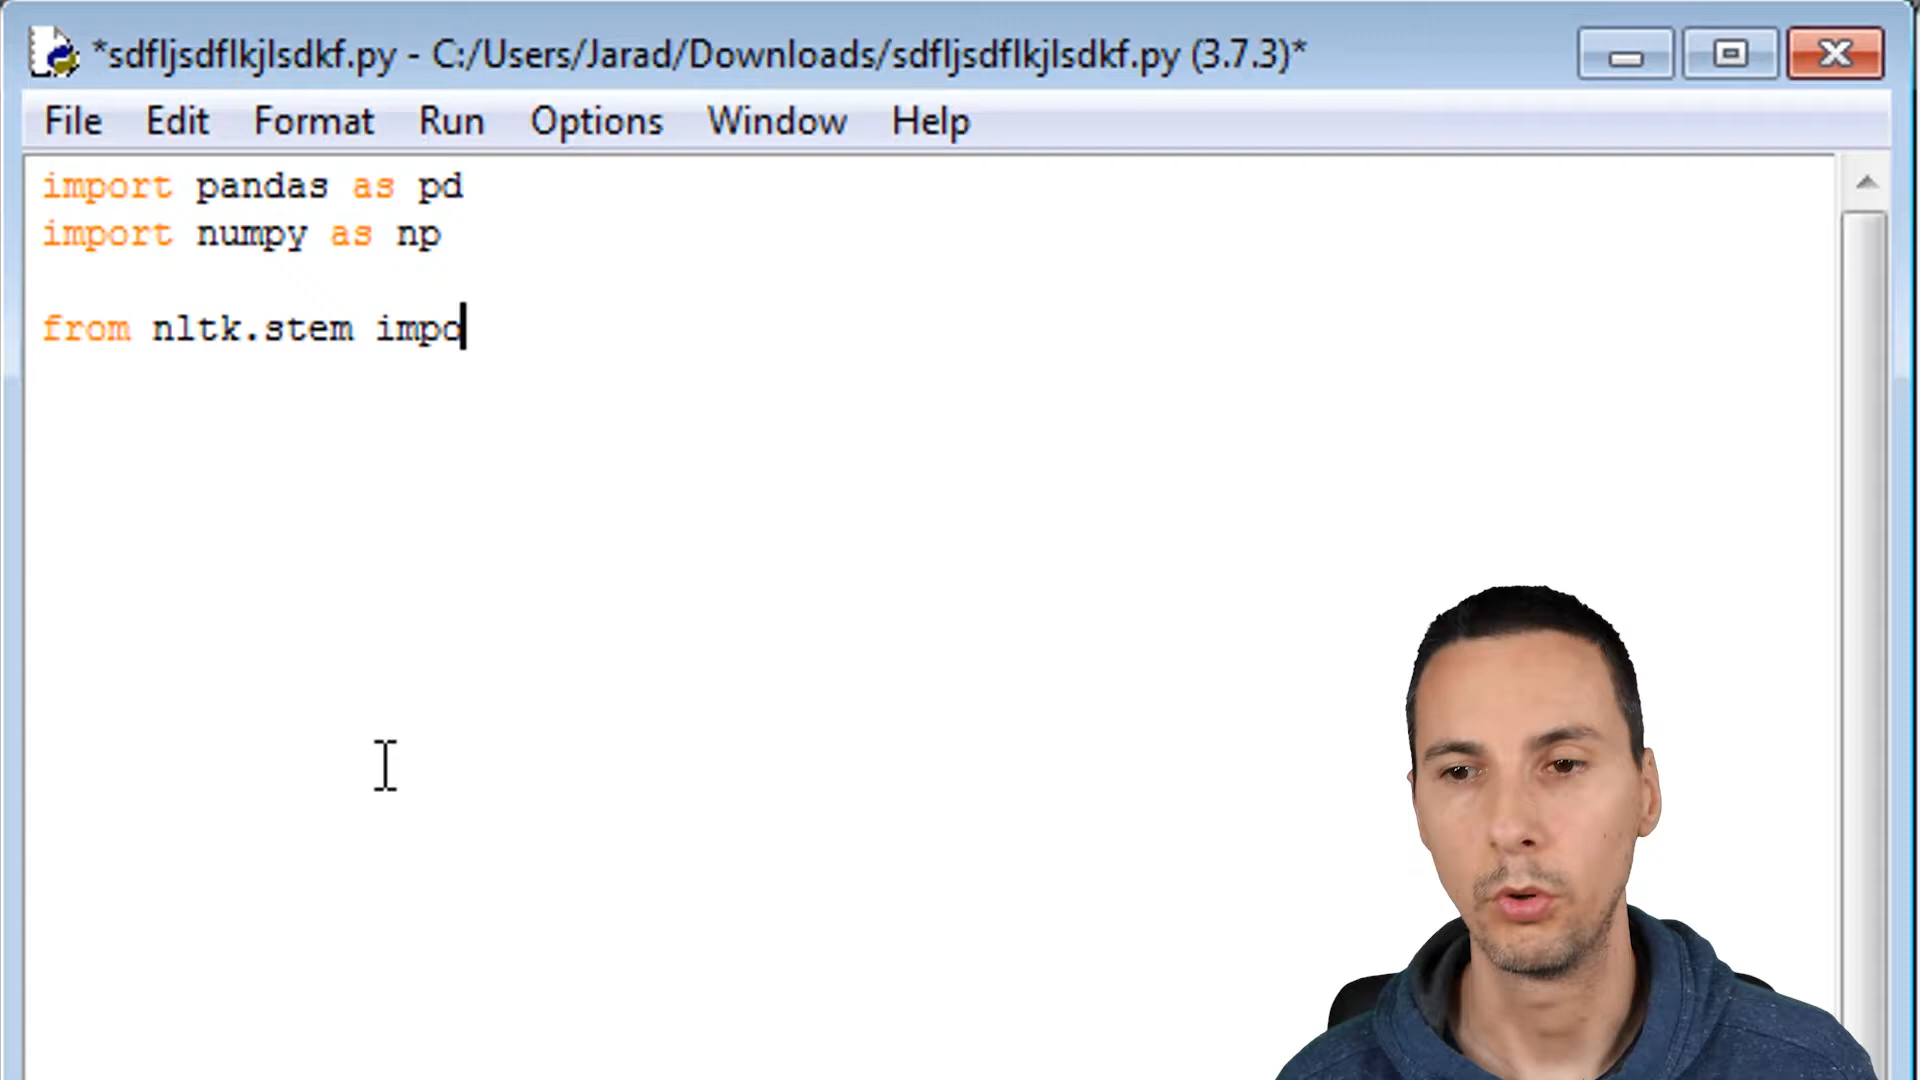 *sdfljsdflkjlsdkf.py - C:/Users/Jarad/Downloads/sdfljsdflkjlsdkf.py (3.7.3)*
File Edit Format Run Options Window Help
import pandas as pd
import numpy as np
from nltk.stem impo